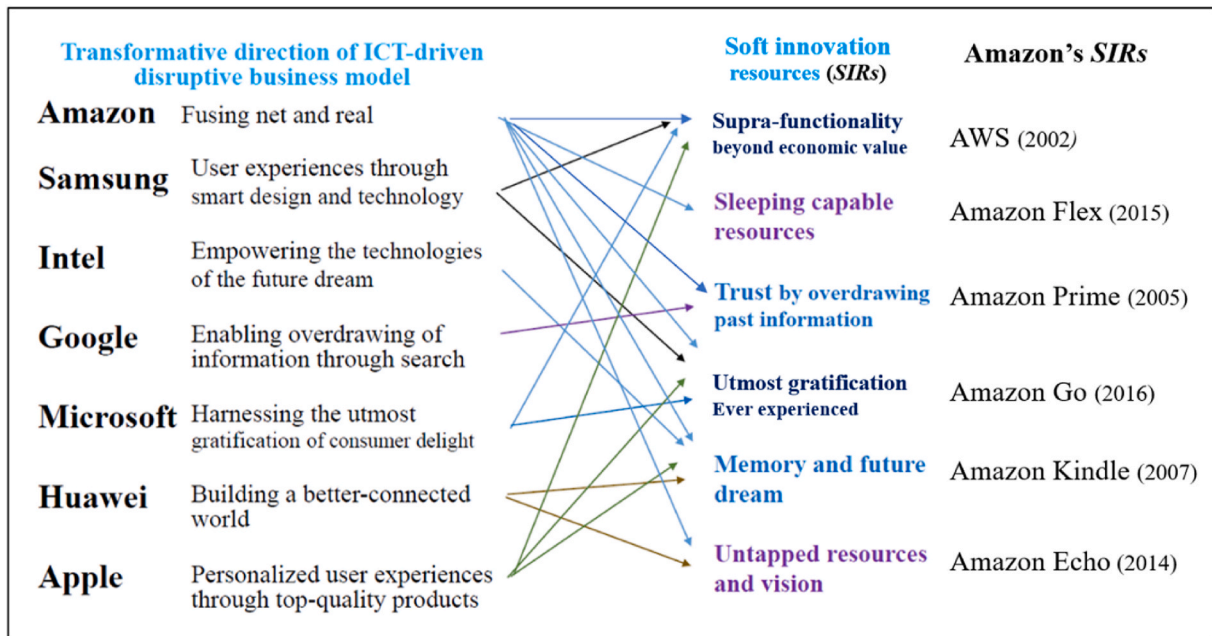 Transformative direction of ICT-driven
disruptive business model
Soft innovation
resources (SIRs)
Amazon's SIRs
Amazon Fusing net and real
Samsung User experiences through
smart design and technology
Intel Empowering the technologies
of the future dream
Google Enabling overdrawing of
information through search
Microsoft Harnessing the utmost
gratification of consumer delight
Huawei Building a better-connected
world
Apple Personalized user experiences
through top-quality products
Supra-functionality
beyond economic value
Sleeping capable
resources
Trust by overdrawing
past information
Utmost gratification
Ever experienced
Memory and future
dream
Untapped resources
and vision
AWS (2002)
Amazon Flex (2015)
Amazon Prime (2005)
Amazon Go (2016)
Amazon Kindle (2007)
Amazon Echo (2014)